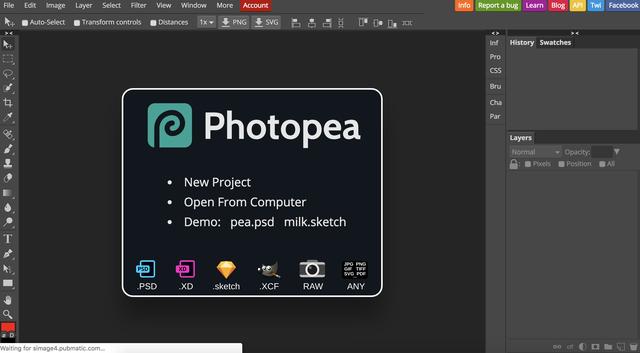 File Edit Image Layer Select Filter View Window More Account Info Report a bug Learn Blog API Twi Facebook
Auto-Select Transform controls Distances 1x PNG SVG
Inf
History Swatches
Pro
CSS
Bru
Cha
Par
Photopea
New Project
Open From Computer
Demo: pea.psd milk.sketch
PSD XD JPG PNG GIF TIFF SVG PDF
.PSD .XD .sketch .XCF RAW ANY
Layers
Normal Opacity:
Pixels Position All
T
D
Waiting for simage4.pubmatic.com...